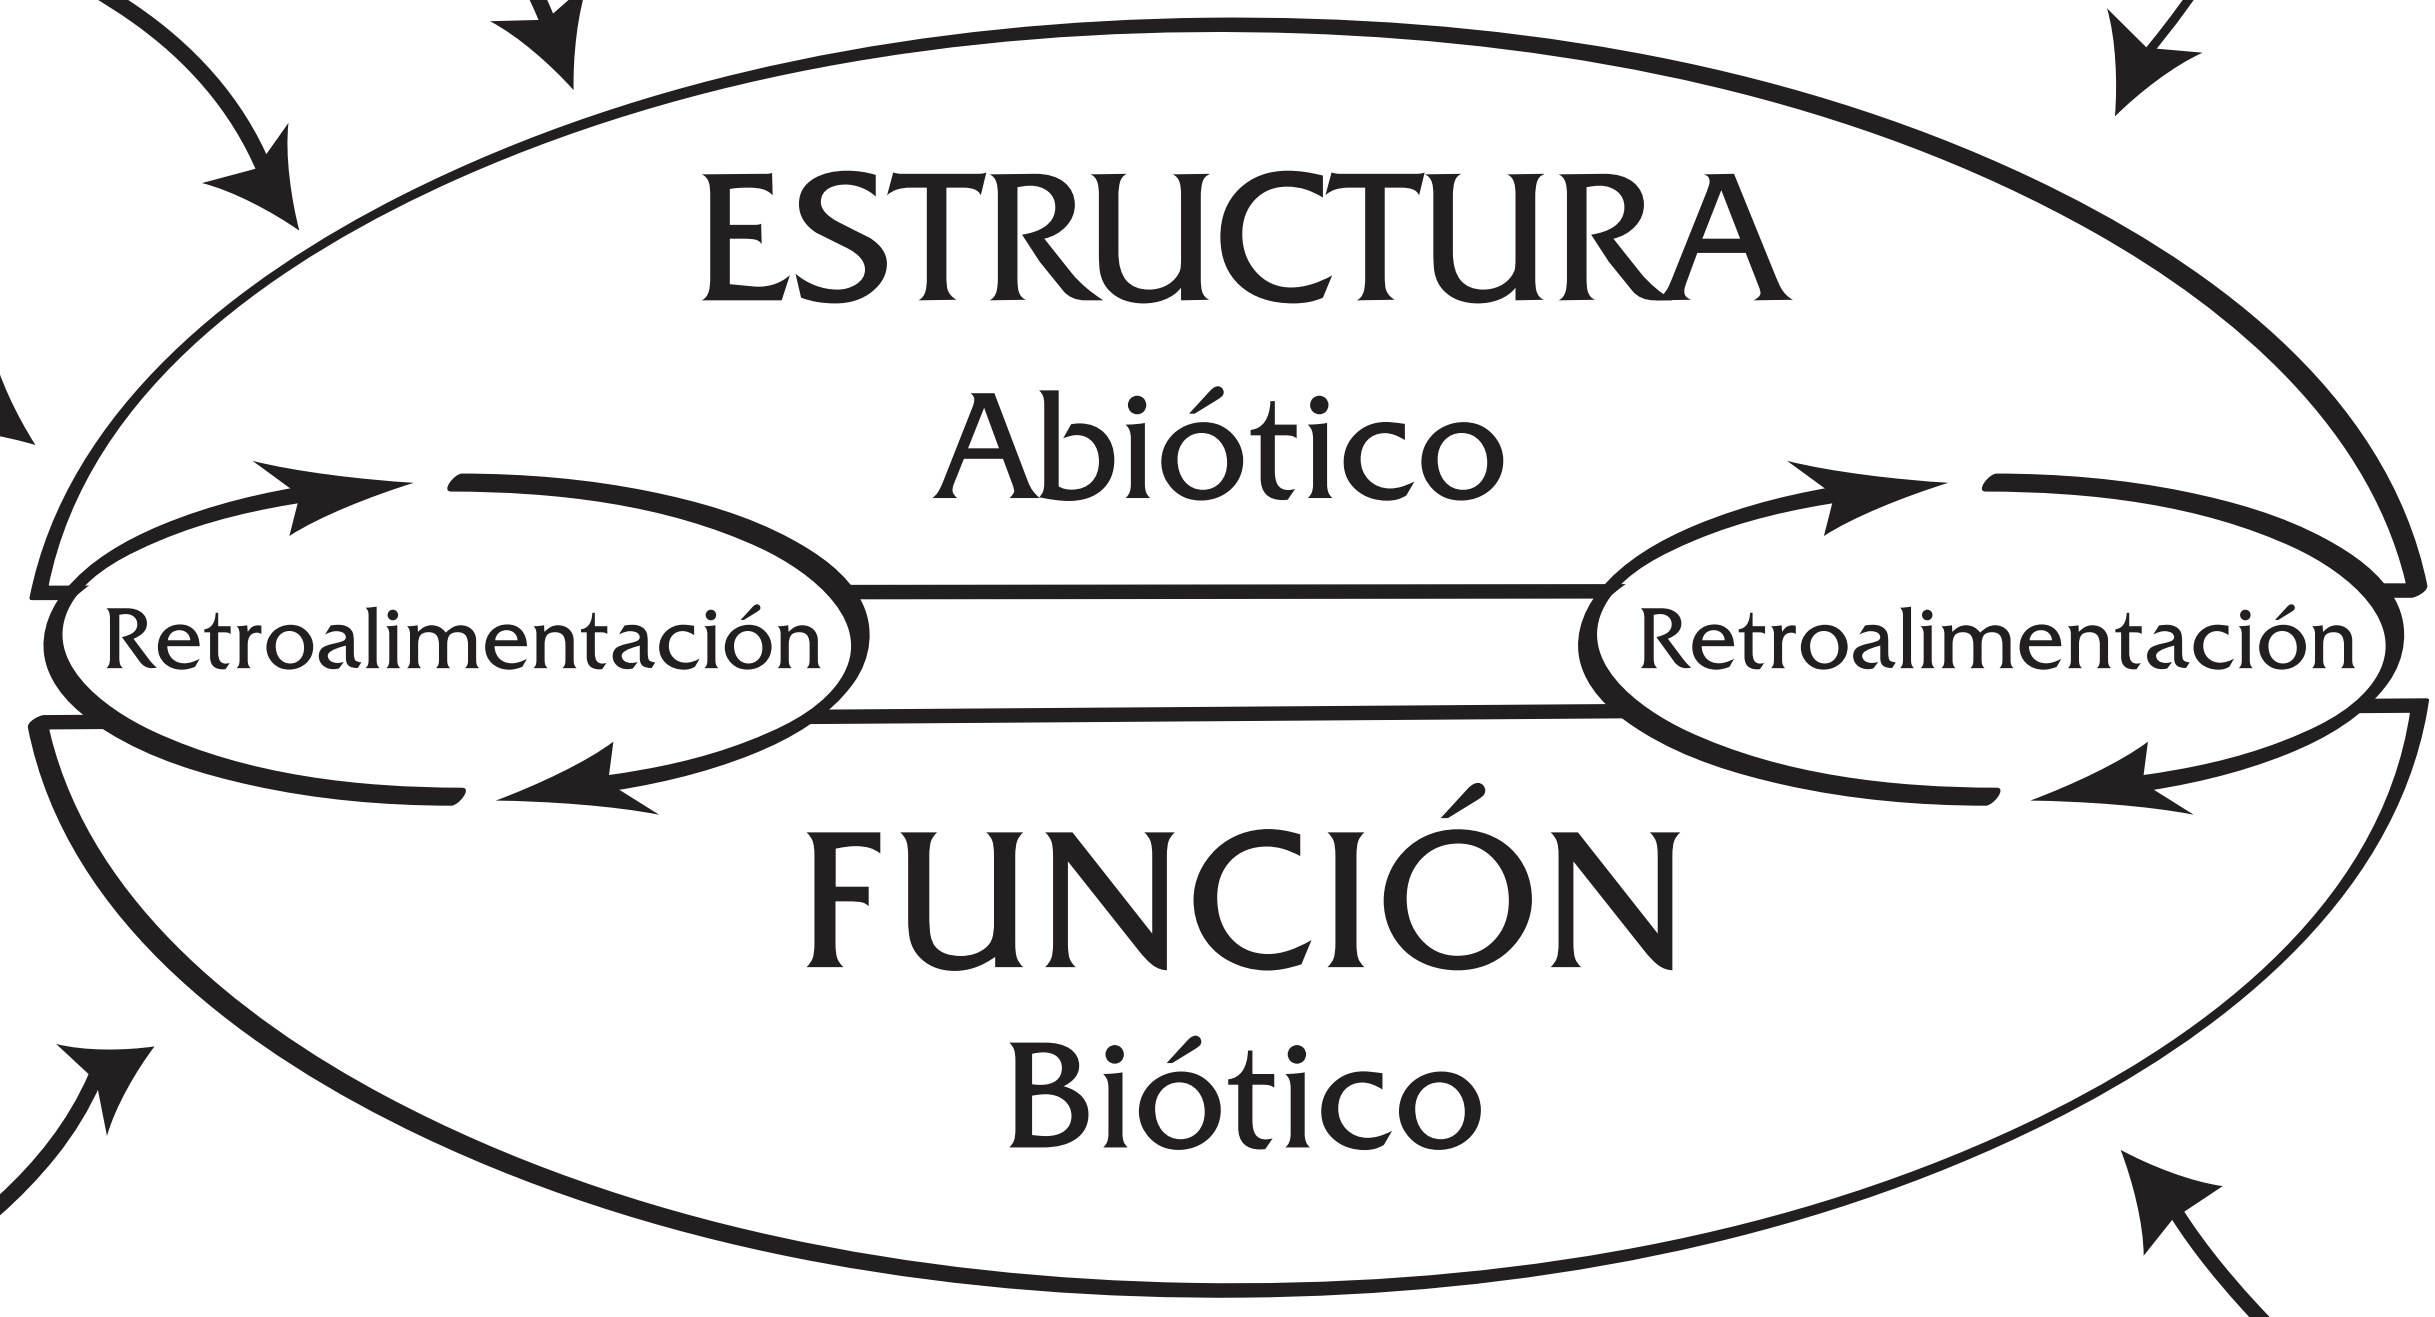 ESTRUCTURA
Abiótico
Retroalimentación
Retroalimentación
FUNCIÓN
Biótico